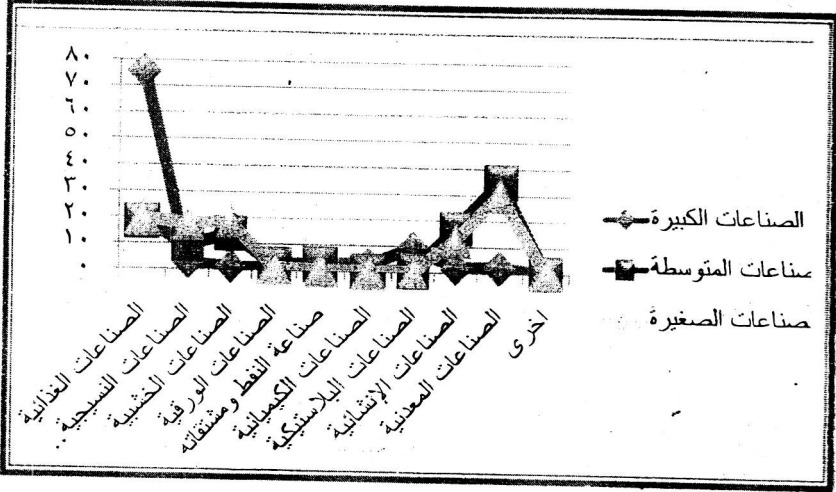 ٨٠
٧٠
٦٠
٥٠
٤٠
٣٠
٢٠
١٠
٠
الصناعات الغذائية
الصناعات النسيجية..
الصناعات الخشبية
الصناعات الورقية
صناعة النفط ومشتقاته
الصناعات الكيميائية
الصناعات البلاستيكية
الصناعات الإنشائية
الصناعات المعدنية
اخرى
الصناعات الكبيرة
صناعات المتوسطة
صناعات الصغيرة